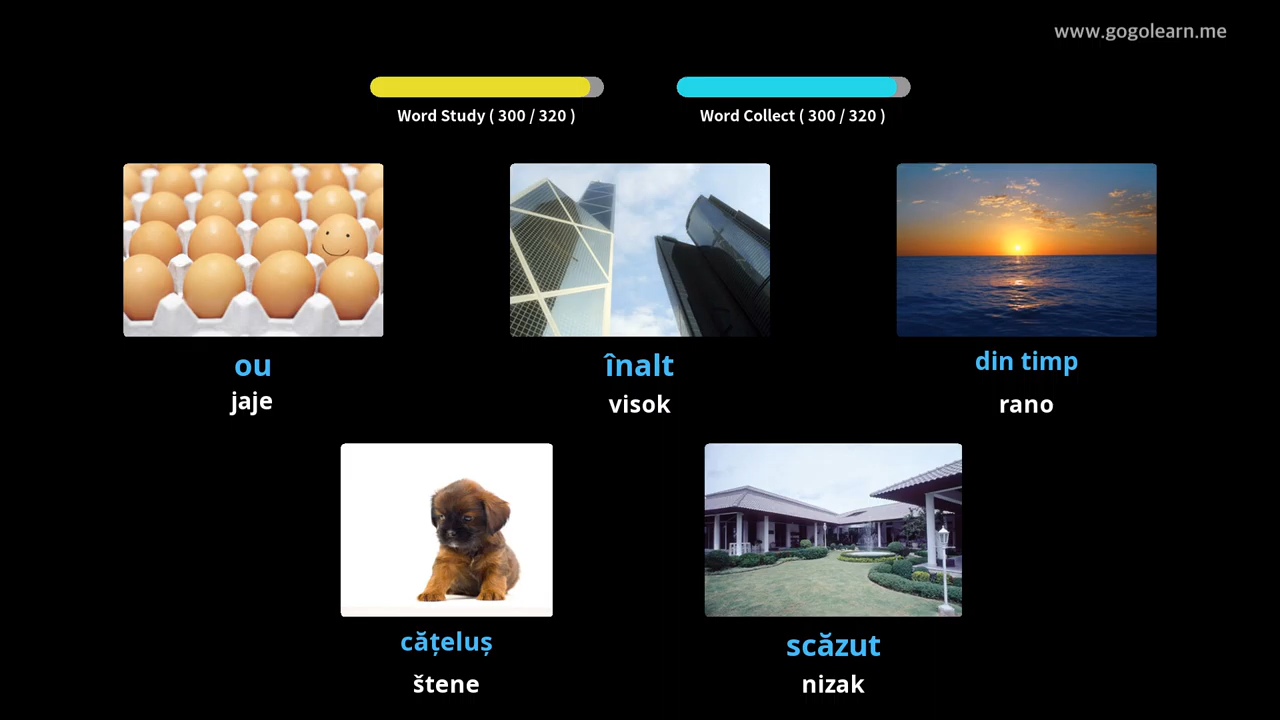 www.gogolearn.me
Word Study ( 300 / 320 )
Word Collect ( 300 / 320 )
ou
jaje
înalt
visok
din timp
rano
cățeluș
štene
scăzut
nizak